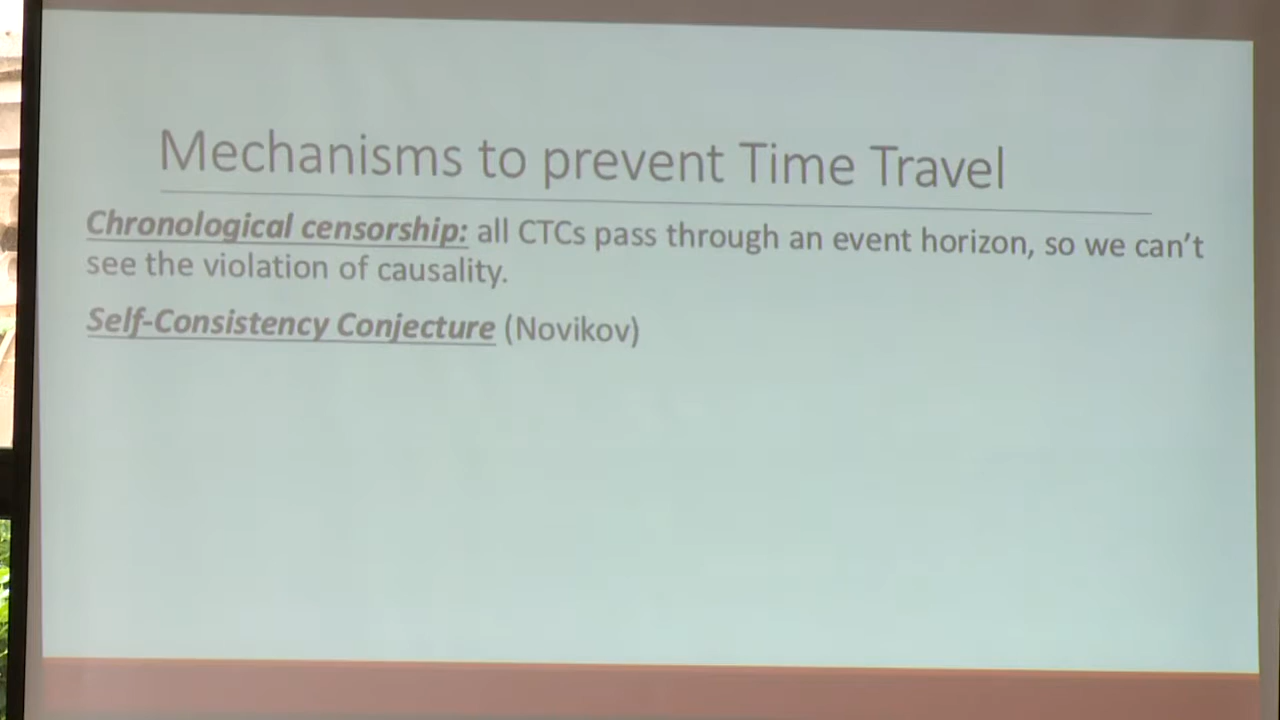 Mechanisms to prevent Time Travel
Chronological censorship: all CTCs pass through an event horizon, so we can't
see the violation of causality.
Self-Consistency Conjecture (Novikov)